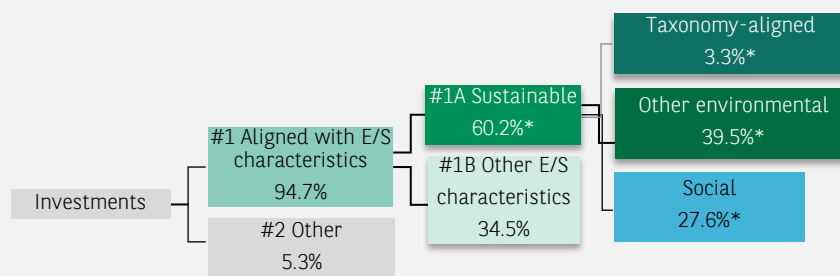 Investments
#1 Aligned with E/S
characteristics
94.7%
#2 Other
5.3%
#1A Sustainable
60.2%*
#1B Other E/S
characteristics
34.5%
Taxonomy-aligned
3.3%*
Other environmental
39.5%*
Social
27.6%*